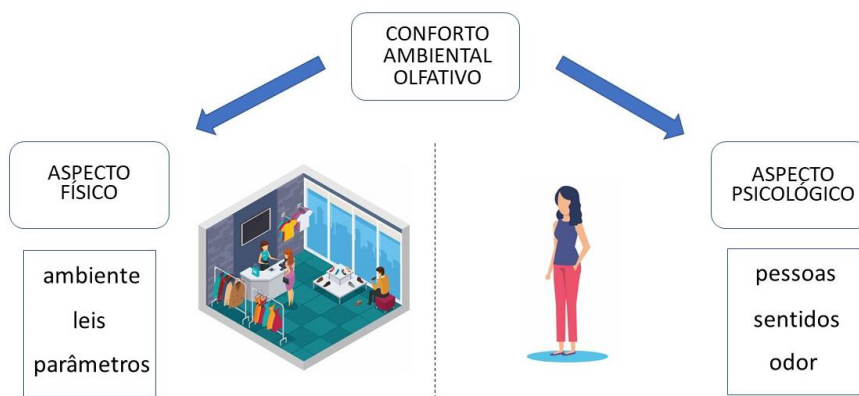 CONFORTO
AMBIENTAL
OLFATIVO
ASPECTO
FÍSICO
ambiente
leis
parâmetros
ASPECTO
PSICOLÓGICO
pessoas
sentidos
odor